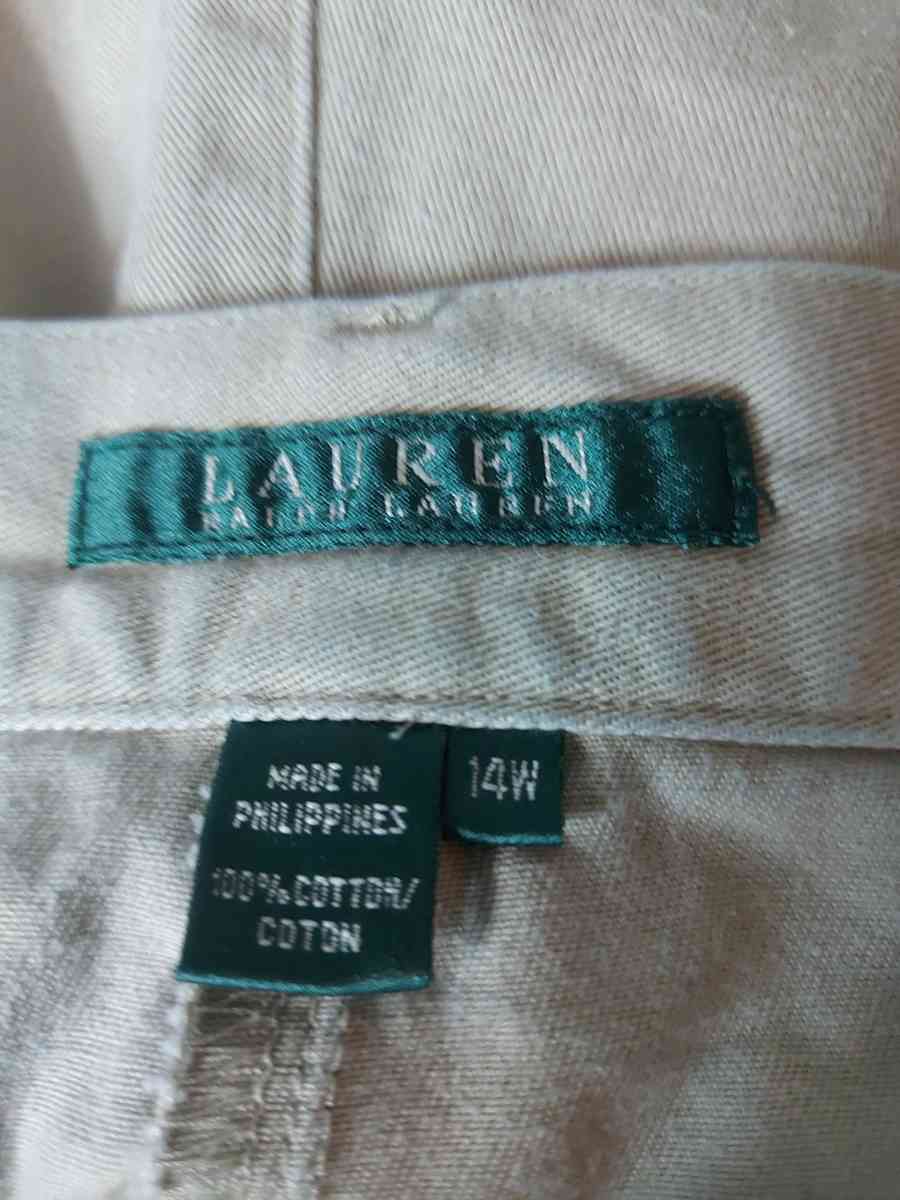 LAUREN
RALPH LAUREN
MADE IN
PHILIPPINES
14W
100% COTTON/
COTON